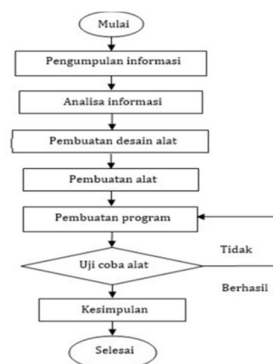 Mulai
Pengumpulan informasi
Analisa informasi
Pembuatan desain alat
Pembuatan alat
Pembuatan program
Tidak
Uji coba alat
Berhasil
Kesimpulan
Selesai